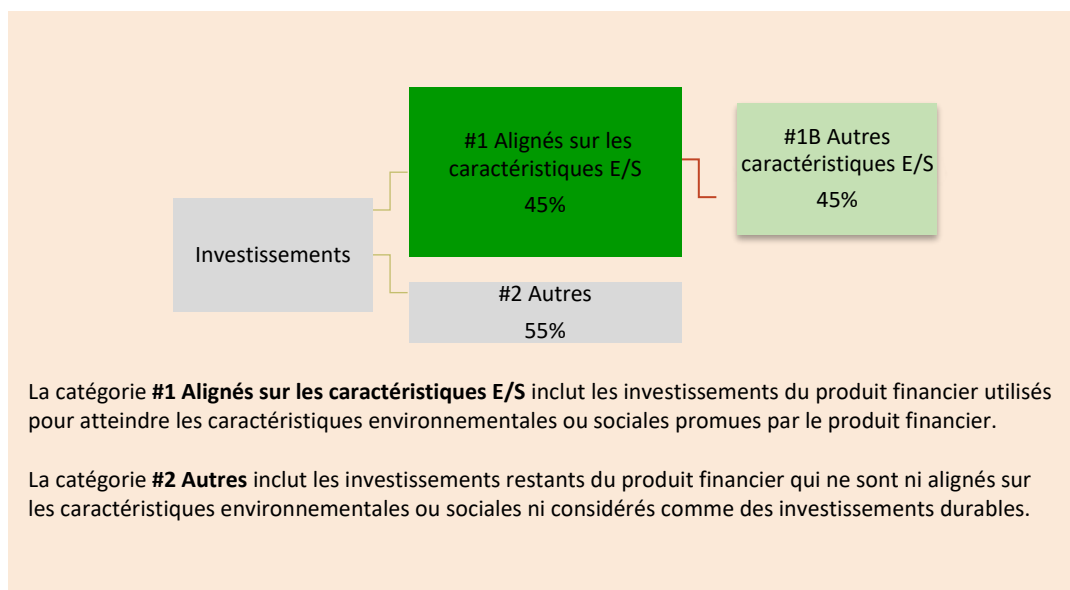 #1 Alignés sur les
caractéristiques E/S
45%
#1B Autres
caractéristiques E/S
45%
Investissements
#2 Autres
55%
La catégorie #1 Alignés sur les caractéristiques E/S inclut les investissements du produit financier utilisés
pour atteindre les caractéristiques environnementales ou sociales promues par le produit financier.
La catégorie #2 Autres inclut les investissements restants du produit financier qui ne sont ni alignés sur
les caractéristiques environnementales ou sociales ni considérés comme des investissements durables.